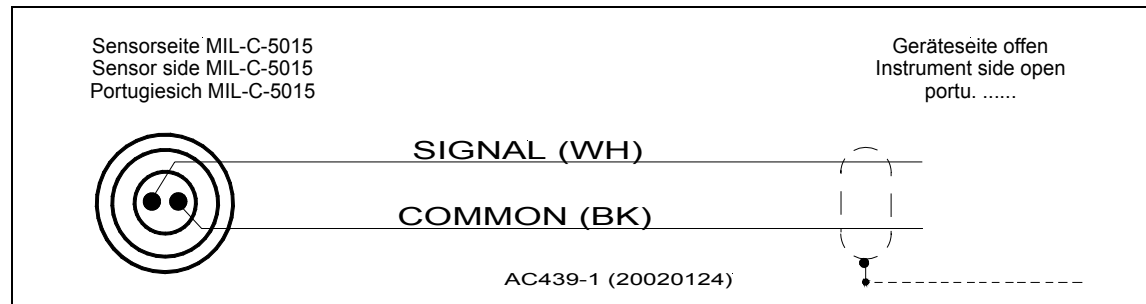 Sensorseite MIL-C-5015
Sensor side MIL-C-5015
Portugiesich MIL-C-5015
Geräteseite offen
Instrument side open
portu. ......
SIGNAL (WH)
COMMON (BK)
AC439-1 (20020124)